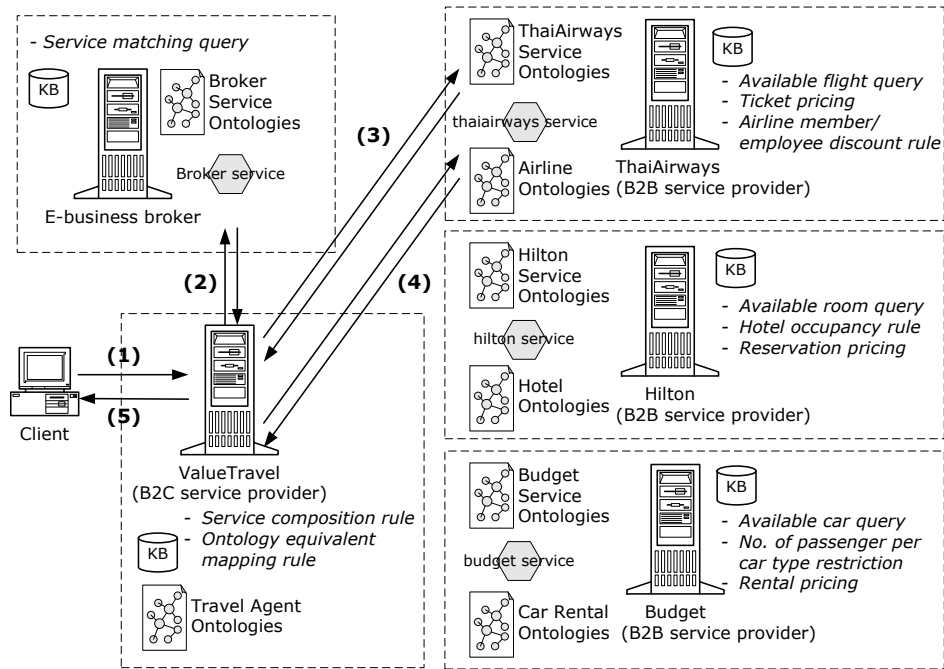 - Service matching query
KB
Broker
Service
Ontologies
Broker service
E-business broker
(2)
(3)
(4)
(1)
(5)
Client
ValueTravel
(B2C service provider)
- Service composition rule
- Ontology equivalent
mapping rule
KB
Travel Agent
Ontologies
ThaiAirways
Service
Ontologies
thaiairways service
Airline
Ontologies
KB
- Available flight query
- Ticket pricing
- Airline member/
employee discount rule
ThaiAirways
(B2B service provider)
Hilton
Service
Ontologies
hilton service
Hotel
Ontologies
KB
- Available room query
- Hotel occupancy rule
- Reservation pricing
Hilton
(B2B service provider)
Budget
Service
Ontologies
budget service
Car Rental
Ontologies
KB
- Available car query
- No. of passenger per
car type restriction
- Rental pricing
Budget
(B2B service provider)